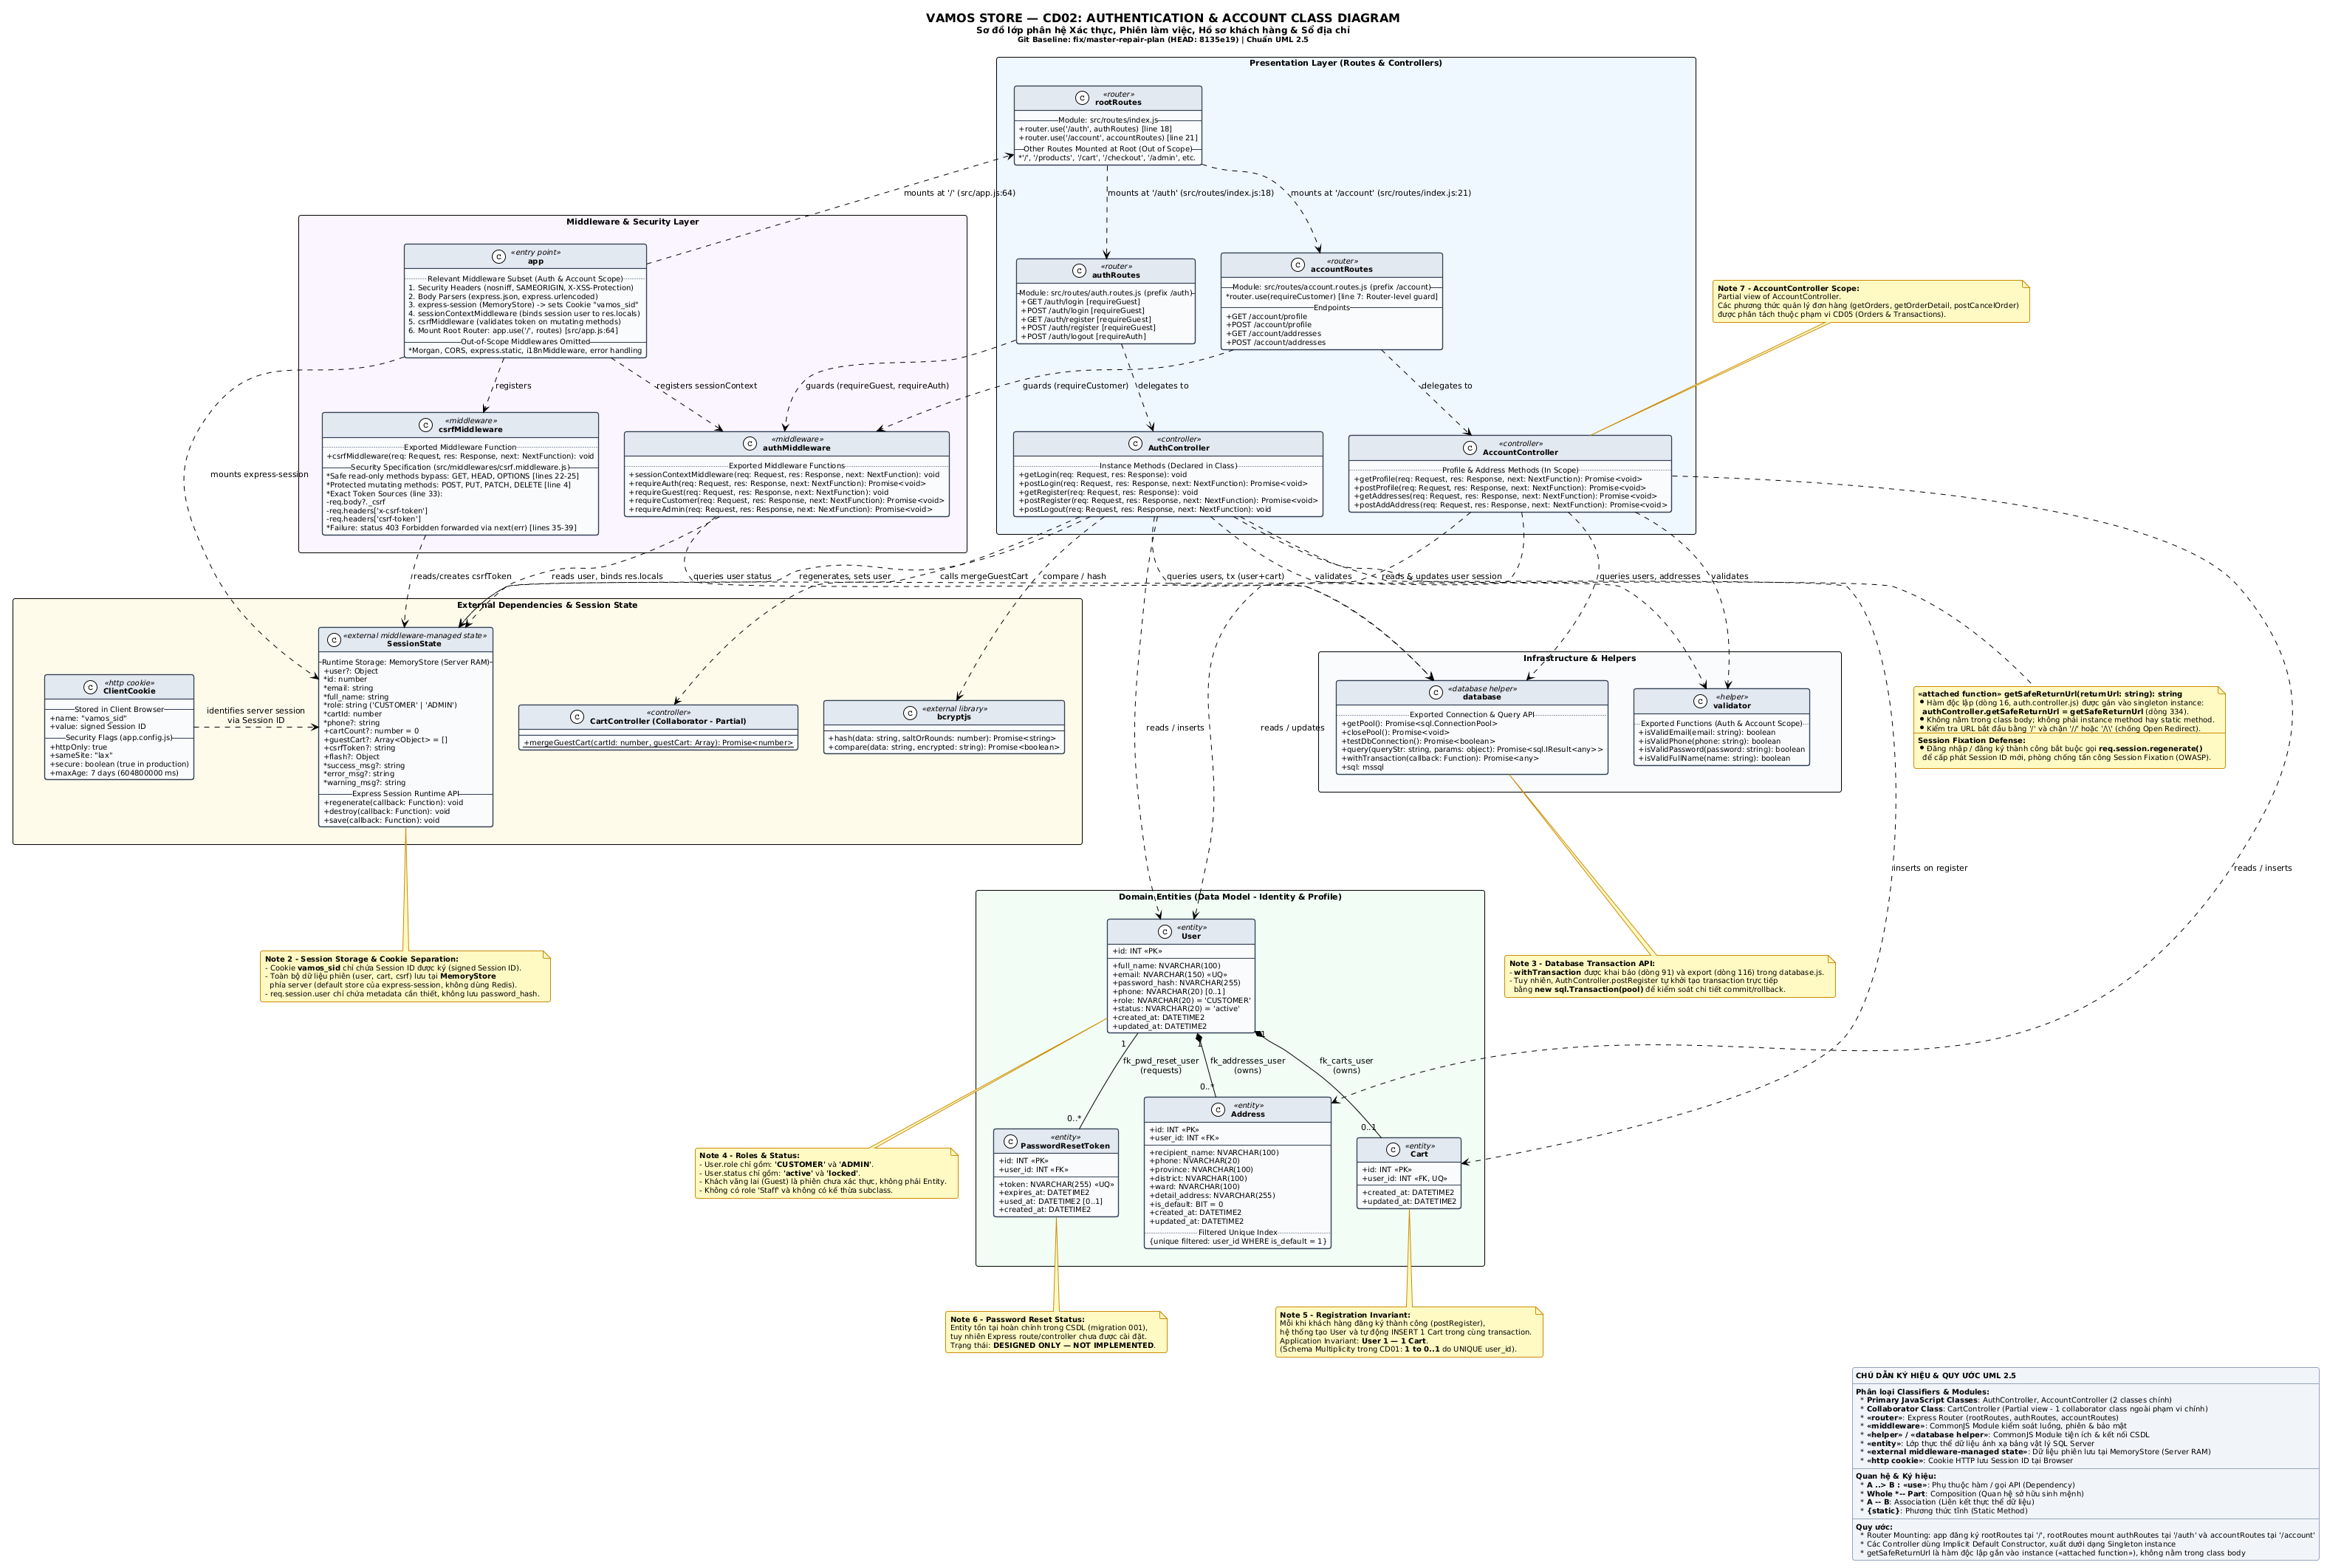 VAMOS STORE — CD02: AUTHENTICATION & ACCOUNT CLASS DIAGRAM
Sơ đồ lớp phân hệ Xác thực, Phiên làm việc, Hồ sơ khách hàng & Sổ địa chỉ
Git Baseline: fix/master-repair-plan (HEAD: 8135e19) | Chuẩn UML 2.5
Presentation Layer (Routes & Controllers)
«router»
rootRoutes
Module: src/routes/index.js
+router.use('/auth', authRoutes) [line 18]
+router.use('/account', accountRoutes) [line 21]
Other Routes Mounted at Root (Out of Scope)
*'/', '/products', '/cart', '/checkout', '/admin', etc.
mounts at '/' (src/app.js:64)
mounts at '/auth' (src/routes/index.js:18)
mounts at '/account' (src/routes/index.js:21)
Middleware & Security Layer
«entry point»
app
Relevant Middleware Subset (Auth & Account Scope)
1. Security Headers (nosniff, SAMEORIGIN, X-XSS-Protection)
2. Body Parsers (express.json, express.urlencoded)
3. express-session (MemoryStore) -> sets Cookie "vamos_sid"
4. sessionContextMiddleware (binds session user to res.locals)
5. csrfMiddleware (validates token on mutating methods)
6. Mount Root Router: app.use('/', routes) [src/app.js:64]
Out-of-Scope Middlewares Omitted
*Morgan, CORS, express.static, i18nMiddleware, error handling
«router»
authRoutes
Module: src/routes/auth.routes.js (prefix /auth)
+GET /auth/login [requireGuest]
+POST /auth/login [requireGuest]
+GET /auth/register [requireGuest]
+POST /auth/register [requireGuest]
+POST /auth/logout [requireAuth]
«router»
accountRoutes
Module: src/routes/account.routes.js (prefix /account)
*router.use(requireCustomer) [line 7: Router-level guard]
Endpoints
+GET /account/profile
+POST /account/profile
+GET /account/addresses
+POST /account/addresses
Note 7 - AccountController Scope:
Partial view of AccountController.
Các phương thức quản lý đơn hàng (getOrders, getOrderDetail, postCancelOrder)
được phân tách thuộc phạm vi CD05 (Orders & Transactions).
registers
registers sessionContext
guards (requireGuest, requireAuth)
guards (requireCustomer)
delegates to
delegates to
mounts express-session
«middleware»
csrfMiddleware
Exported Middleware Function
+csrfMiddleware(req: Request, res: Response, next: NextFunction): void
Security Specification (src/middlewares/csrf.middleware.js)
*Safe read-only methods bypass: GET, HEAD, OPTIONS [lines 22-25]
*Protected mutating methods: POST, PUT, PATCH, DELETE [line 4]
*Exact Token Sources (line 33):
-req.body?._csrf
-req.headers['x-csrf-token']
-req.headers['csrf-token']
*Failure: status 403 Forbidden forwarded via next(err) [lines 35-39]
«middleware»
authMiddleware
Exported Middleware Functions
+sessionContextMiddleware(req: Request, res: Response, next: NextFunction): void
+requireAuth(req: Request, res: Response, next: NextFunction): Promise<void>
+requireGuest(req: Request, res: Response, next: NextFunction): void
+requireCustomer(req: Request, res: Response, next: NextFunction): Promise<void>
+requireAdmin(req: Request, res: Response, next: NextFunction): Promise<void>
«controller»
AuthController
Instance Methods (Declared in Class)
+getLogin(req: Request, res: Response): void
+postLogin(req: Request, res: Response, next: NextFunction): Promise<void>
+getRegister(req: Request, res: Response): void
+postRegister(req: Request, res: Response, next: NextFunction): Promise<void>
+postLogout(req: Request, res: Response, next: NextFunction): void
«controller»
AccountController
Profile & Address Methods (In Scope)
+getProfile(req: Request, res: Response, next: NextFunction): Promise<void>
+postProfile(req: Request, res: Response, next: NextFunction): Promise<void>
+getAddresses(req: Request, res: Response, next: NextFunction): Promise<void>
+postAddAddress(req: Request, res: Response, next: NextFunction): Promise<void>
reads/creates csrfToken
reads user, binds res.locals
queries user status
regenerates, sets user
calls mergeGuestCart
compare / hash
queries users, tx (user+cart)
validates
reads & updates user session
queries users, addresses
validates
External Dependencies & Session State
«http cookie»
ClientCookie
Stored in Client Browser
+name: "vamos_sid"
+value: signed Session ID
Security Flags (app.config.js)
+httpOnly: true
+sameSite: "lax"
+secure: boolean (true in production)
+maxAge: 7 days (604800000 ms)
identifies server session
via Session ID
«external middleware-managed state»
SessionState
Runtime Storage: MemoryStore (Server RAM)
+user?: Object
*id: number
*email: string
*full_name: string
*role: string ('CUSTOMER' | 'ADMIN')
*cartId: number
*phone?: string
+cartCount?: number = 0
+guestCart?: Array<Object> = []
+csrfToken?: string
+flash?: Object
*success_msg?: string
*error_msg?: string
*warning_msg?: string
Express Session Runtime API
+regenerate(callback: Function): void
+destroy(callback: Function): void
+save(callback: Function): void
«controller»
CartController (Collaborator - Partial)
+mergeGuestCart(cartId: number, guestCart: Array): Promise<number>
«external library»
bcryptjs
+hash(data: string, saltOrRounds: number): Promise<string>
+compare(data: string, encrypted: string): Promise<boolean>
reads / inserts
reads / updates
Infrastructure & Helpers
«database helper»
database
Exported Connection & Query API
+getPool(): Promise<sql.ConnectionPool>
+closePool(): Promise<void>
+testDbConnection(): Promise<boolean>
+query(queryStr: string, params: object): Promise<sql.IResult<any>>
+withTransaction(callback: Function): Promise<any>
+sql: mssql
«helper»
validator
Exported Functions (Auth & Account Scope)
+isValidEmail(email: string): boolean
+isValidPhone(phone: string): boolean
+isValidPassword(password: string): boolean
+isValidFullName(name: string): boolean
«attached function» getSafeReturnUrl(returnUrl: string): string
• Hàm độc lập (dòng 16, auth.controller.js) được gán vào singleton instance:
authController.getSafeReturnUrl = getSafeReturnUrl (dòng 334).
• Không nằm trong class body; không phải instance method hay static method.
• Kiểm tra URL bắt đầu bằng '/' và chặn '//' hoặc '/\\' (chống Open Redirect).
Session Fixation Defense:
• Đăng nhập / đăng ký thành công bắt buộc gọi req.session.regenerate()
để cấp phát Session ID mới, phòng chống tấn công Session Fixation (OWASP).
inserts on register
reads / inserts
Note 2 - Session Storage & Cookie Separation:
- Cookie vamos_sid chỉ chứa Session ID được ký (signed Session ID).
- Toàn bộ dữ liệu phiên (user, cart, csrf) lưu tại MemoryStore
phía server (default store của express-session, không dùng Redis).
- req.session.user chỉ chứa metadata cần thiết, không lưu password_hash.
Note 3 - Database Transaction API:
- withTransaction được khai báo (dòng 91) và export (dòng 116) trong database.js.
- Tuy nhiên, AuthController.postRegister tự khởi tạo transaction trực tiếp
bằng new sql.Transaction(pool) để kiểm soát chi tiết commit/rollback.
Domain Entities (Data Model - Identity & Profile)
«entity»
User
+id: INT «PK»
+full_name: NVARCHAR(100)
+email: NVARCHAR(150) «UQ»
+password_hash: NVARCHAR(255)
+phone: NVARCHAR(20) [0..1]
+role: NVARCHAR(20) = 'CUSTOMER'
+status: NVARCHAR(20) = 'active'
+created_at: DATETIME2
+updated_at: DATETIME2
1
1
1
fk_pwd_reset_user
(requests)
fk_addresses_user
(owns)
fk_carts_user
(owns)
0..*
0..*
0..1
«entity»
PasswordResetToken
+id: INT «PK»
+user_id: INT «FK»
+token: NVARCHAR(255) «UQ»
+expires_at: DATETIME2
+used_at: DATETIME2 [0..1]
+created_at: DATETIME2
«entity»
Address
+id: INT «PK»
+user_id: INT «FK»
+recipient_name: NVARCHAR(100)
+phone: NVARCHAR(20)
+province: NVARCHAR(100)
+district: NVARCHAR(100)
+ward: NVARCHAR(100)
+detail_address: NVARCHAR(255)
+is_default: BIT = 0
+created_at: DATETIME2
+updated_at: DATETIME2
Filtered Unique Index
{unique filtered: user_id WHERE is_default = 1}
«entity»
Cart
+id: INT «PK»
+user_id: INT «FK, UQ»
+created_at: DATETIME2
+updated_at: DATETIME2
Note 4 - Roles & Status:
- User.role chỉ gồm: 'CUSTOMER' và 'ADMIN'.
- User.status chỉ gồm: 'active' và 'locked'.
- Khách vãng lai (Guest) là phiên chưa xác thực, không phải Entity.
- Không có role 'Staff' và không có kế thừa subclass.
Note 6 - Password Reset Status:
Entity tồn tại hoàn chỉnh trong CSDL (migration 001),
tuy nhiên Express route/controller chưa được cài đặt.
Trạng thái: DESIGNED ONLY — NOT IMPLEMENTED.
Note 5 - Registration Invariant:
Mỗi khi khách hàng đăng ký thành công (postRegister),
hệ thống tạo User và tự động INSERT 1 Cart trong cùng transaction.
Application Invariant: User 1 — 1 Cart.
(Schema Multiplicity trong CD01: 1 to 0..1 do UNIQUE user_id).
CHÚ DẪN KÝ HIỆU & QUY ƯỚC UML 2.5
Phân loại Classifiers & Modules:
* Primary JavaScript Classes: AuthController, AccountController (2 classes chính)
* Collaborator Class: CartController (Partial view - 1 collaborator class ngoài phạm vi chính)
* «router»: Express Router (rootRoutes, authRoutes, accountRoutes)
* «middleware»: CommonJS Module kiểm soát luồng, phiên & bảo mật
* «helper» / «database helper»: CommonJS Module tiện ích & kết nối CSDL
* «entity»: Lớp thực thể dữ liệu ánh xạ bảng vật lý SQL Server
* «external middleware-managed state»: Dữ liệu phiên lưu tại MemoryStore (Server RAM)
* «http cookie»: Cookie HTTP lưu Session ID tại Browser
Quan hệ & Ký hiệu:
* A ..> B : «use»: Phụ thuộc hàm / gọi API (Dependency)
* Whole *-- Part: Composition (Quan hệ sở hữu sinh mệnh)
* A -- B: Association (Liên kết thực thể dữ liệu)
* {static}: Phương thức tĩnh (Static Method)
Quy ước:
* Router Mounting: app đăng ký rootRoutes tại '/', rootRoutes mount authRoutes tại '/auth' và accountRoutes tại '/account'
* Các Controller dùng Implicit Default Constructor, xuất dưới dạng Singleton instance
* getSafeReturnUrl là hàm độc lập gắn vào instance («attached function»), không nằm trong class body